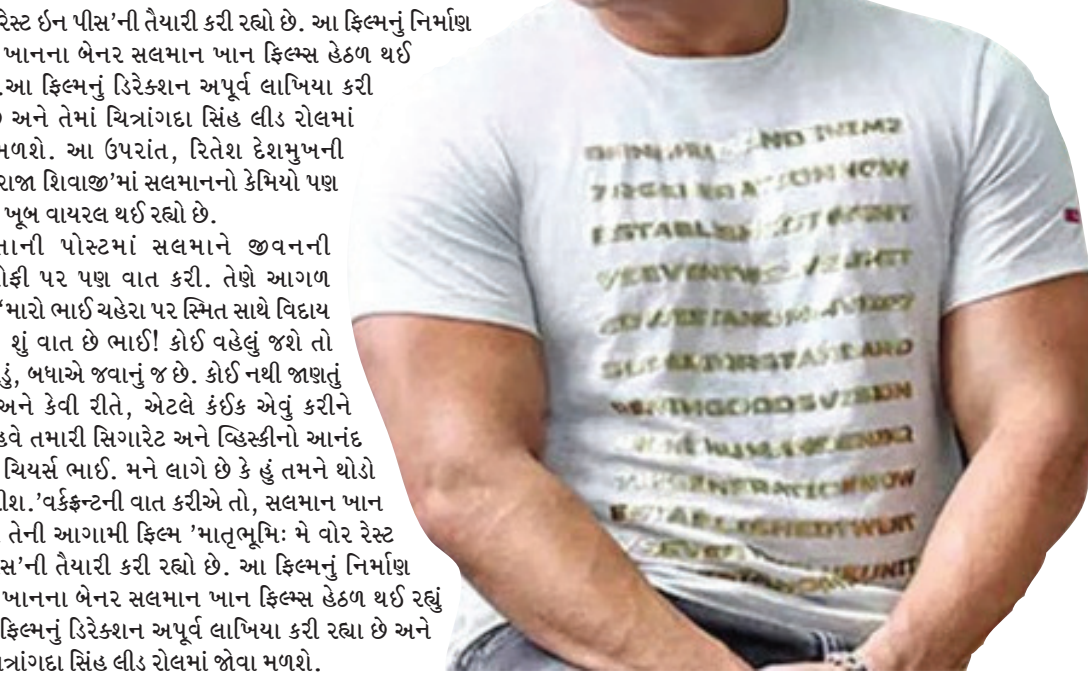 રેસ્ટ ઇન પીસ’ની તૈયારી કરી રહ્યો છે. આ ફિલ્મનું નિર્માણ
ખાનના બેનર સલમાન ખાન ફિલ્મ્સ હેઠળ થઈ
.આ ફિલ્મનું ડિરેક્શન અપૂર્વ લાખિયા કરી
અને તેમાં ચિત્રાંગદા સિંહ લીડ રોલમાં
મળશે. આ ઉપરાંત, રિતેશ દેશમુખની
રાજા શિવાજી’માં સલમાનનો કેમિયો પણ
ખૂબ વાયરલ થઈ રહ્યો છે.
તાની પોસ્ટમાં સલમાને જીવનની
ોફી પર પણ વાત કરી. તેણે આગળ
‘મારો ભાઈ ચહેરા પર સ્મિત સાથે વિદાય
શું વાત છે ભાઈ! કોઈ વહેલું જશે તો
ડું, બધાએ જવાનું જ છે. કોઈ નથી જાણતું
અને કેવી રીતે, એટલે કંઈક એવું કરીને
હવે તમારી સિગારેટ અને વ્હિસ્કીનો આનંદ
ચિયર્સ ભાઈ. મને લાગે છે કે હું તમને થોડો
ીશ.’વર્કફ્રન્ટની વાત કરીએ તો, સલમાન ખાન
તેની આગામી ફિલ્મ ’માતૃભૂમિઃ મે વોર રેસ્ટ
સ’ની તૈયારી કરી રહ્યો છે. આ ફિલ્મનું નિર્માણ
ખાનના બેનર સલમાન ખાન ફિલ્મ્સ હેઠળ થઈ રહ્યું
ફિલ્મનું ડિરેક્શન અપૂર્વ લાખિયા કરી રહ્યા છે અને
ત્રાંગદા સિંહ લીડ રોલમાં જોવા મળશે.